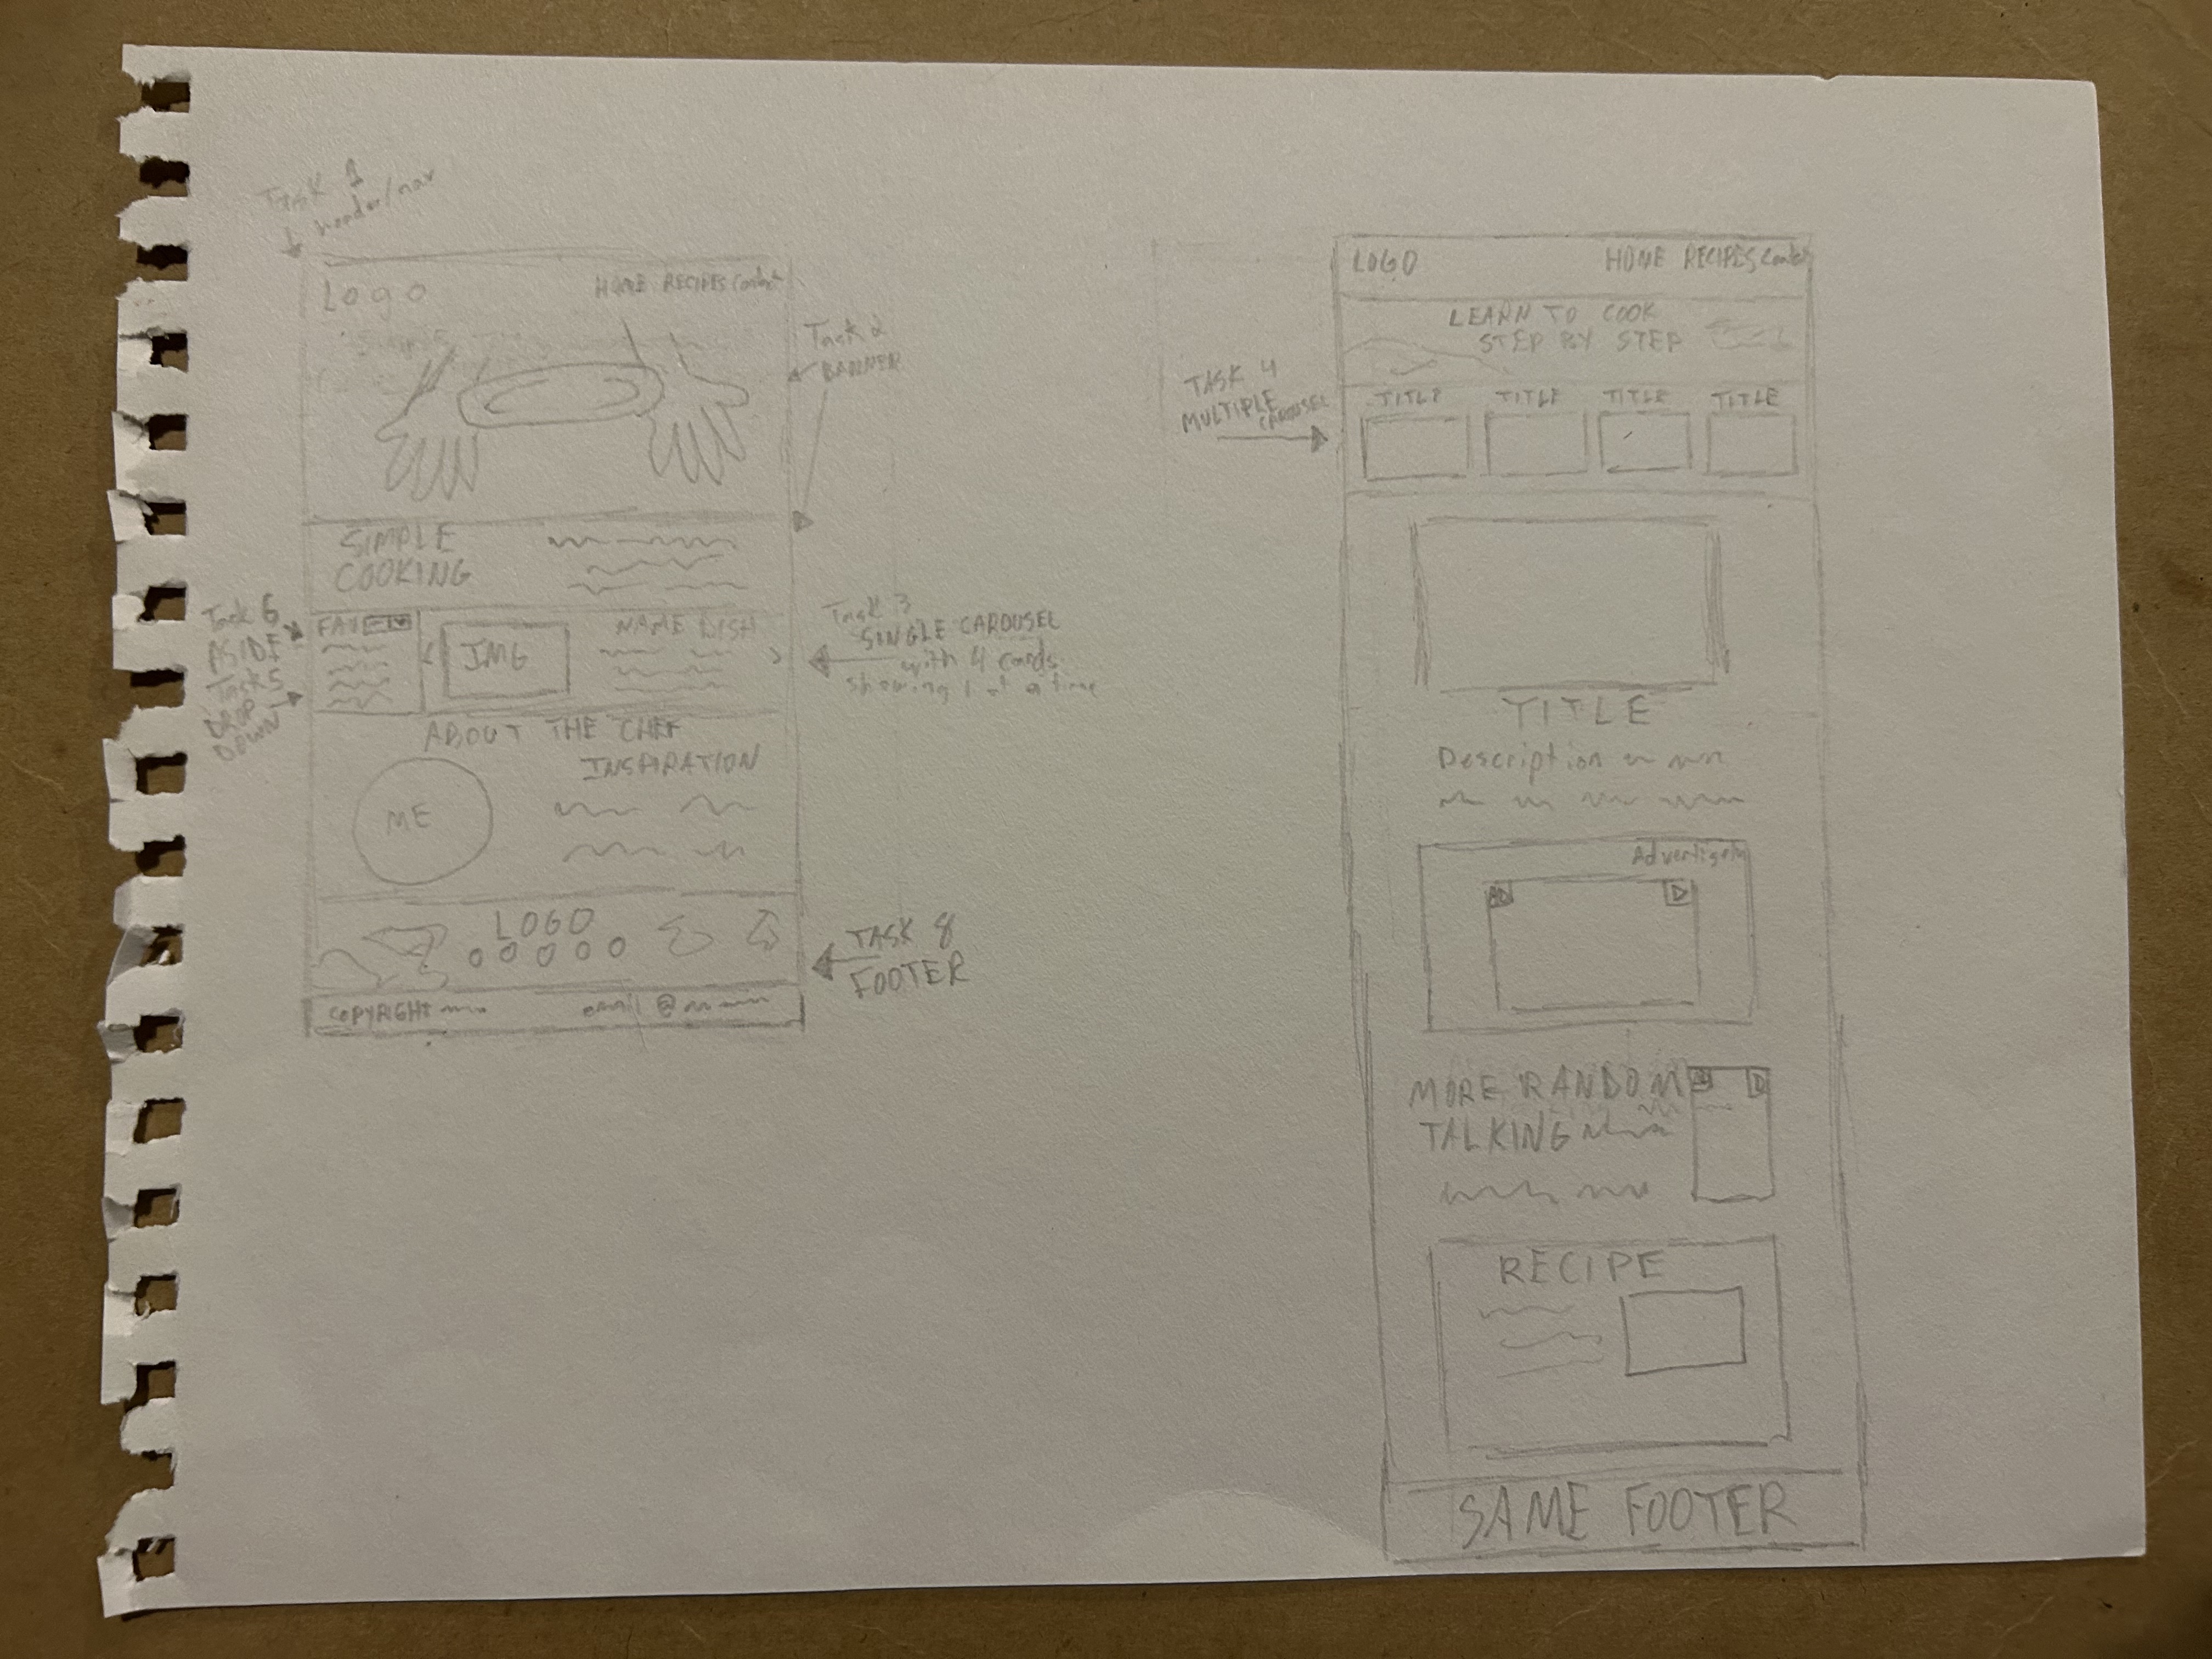 Task 1
header/nav
Logo
HOME RECIPES Contact
Task 2
BANNER
SIMPLE
COOKING
Task 6
ASIDE
Task 5
DROP
DOWN
FAV
IMG
NAME DISH
Task 3
SINGLE CAROUSEL
with 4 cards
showing 1 at a time
ABOUT THE CHEF
INSPIRATION
ME
LOGO
TASK 8
FOOTER
COPYRIGHT
email @
LOGO
HOME RECIPES Contact
LEARN TO COOK
STEP BY STEP
TASK 4
MULTIPLE
CAROUSEL
TITLE TITLE TITLE TITLE
TITLE
Description
AD
MORE RANDOM
TALKING
AD
RECIPE
SAME FOOTER